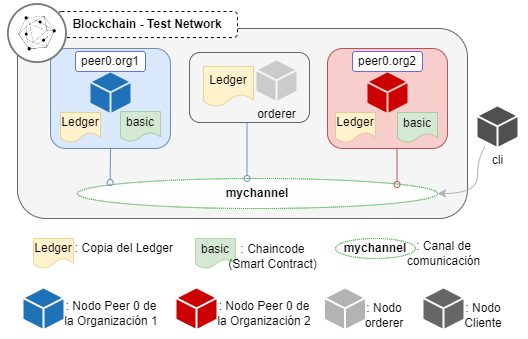 Blockchain - Test Network
peer0.org1
peer0.org2
Ledger
Ledger
basic
orderer
Ledger
basic
cli
mychannel
Ledger : Copia del Ledger
basic : Chaincode
(Smart Contract)
mychannel : Canal de
comunicación
: Nodo Peer 0 de
la Organización 1
: Nodo Peer 0 de
la Organización 2
: Nodo
orderer
: Nodo
Cliente